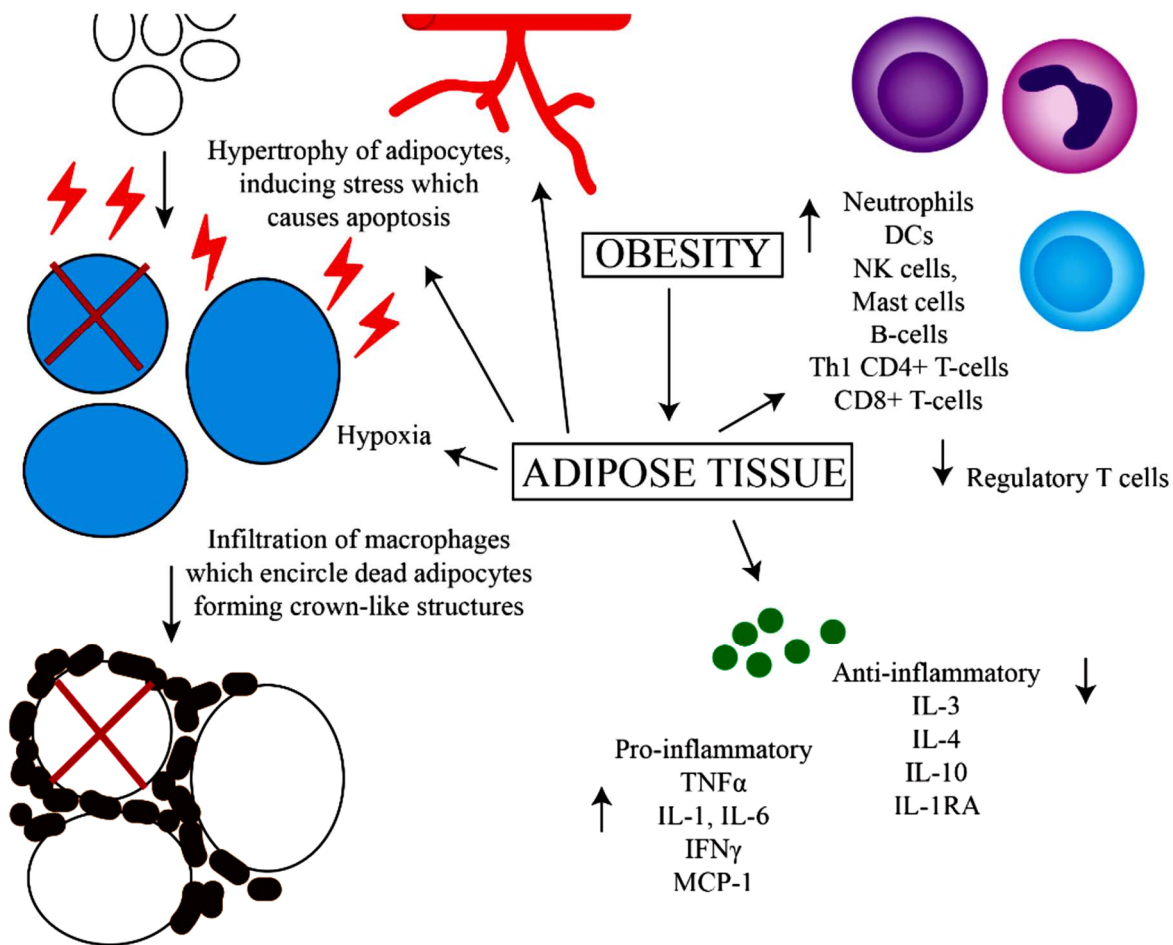 Hypertrophy of adipocytes,
inducing stress which
causes apoptosis
OBESITY
Neutrophils
DCs
NK cells,
Mast cells
B-cells
Th1 CD4+ T-cells
CD8+ T-cells
Hypoxia
ADIPOSE TISSUE
Regulatory T cells
Infiltration of macrophages
which encircle dead adipocytes
forming crown-like structures
Anti-inflammatory
IL-3
IL-4
IL-10
IL-1RA
Pro-inflammatory
TNFα
IL-1, IL-6
IFNγ
MCP-1